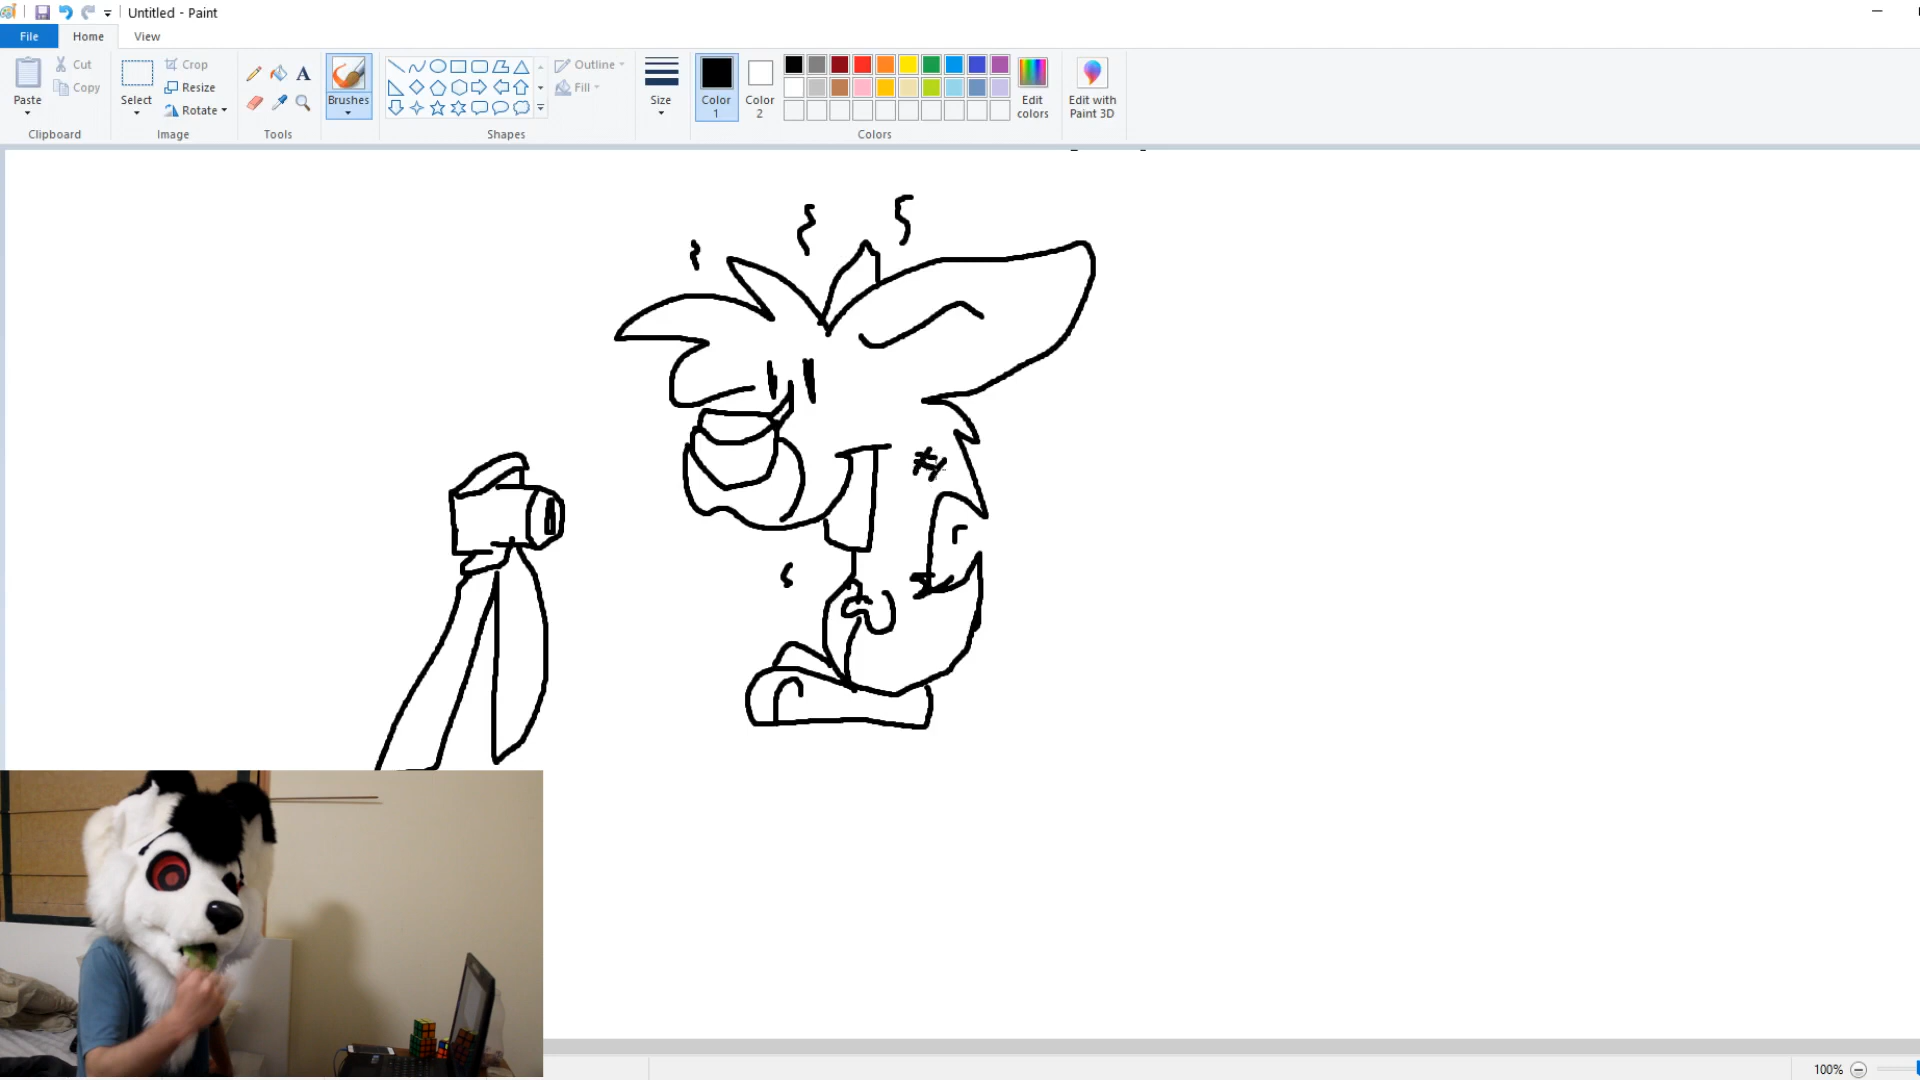 Untitled - Paint
File Home View
Paste
Cut
Copy
Clipboard
Select
Crop
Resize
Rotate
Image
Tools
Brushes
Shapes
Outline
Fill
Size
Color
1
Color
2
Colors
Edit
colors
Edit with
Paint 3D
100%